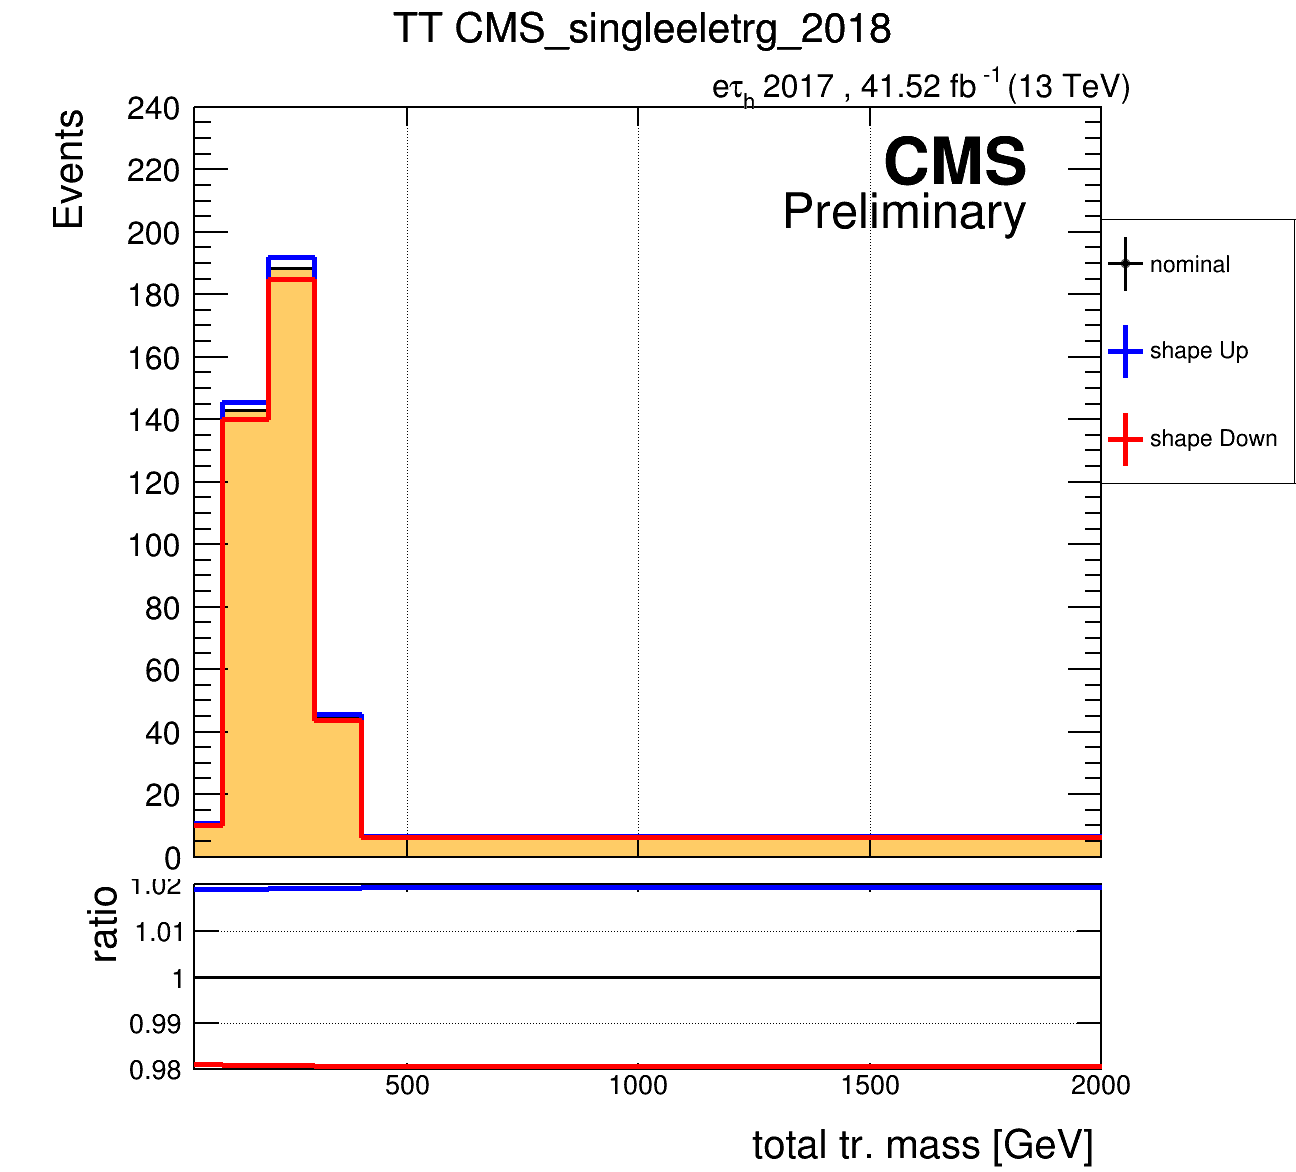 TT CMS_singleeletrg_2018
eτh 2017 , 41.52 fb -1 (13 TeV)
CMS
Preliminary
Events
240
220
200
180
160
140
120
100
80
60
40
20
0
nominal
shape Up
shape Down
ratio
1.02
1.01
1
0.99
0.98
500 1000 1500 2000
total tr. mass [GeV]